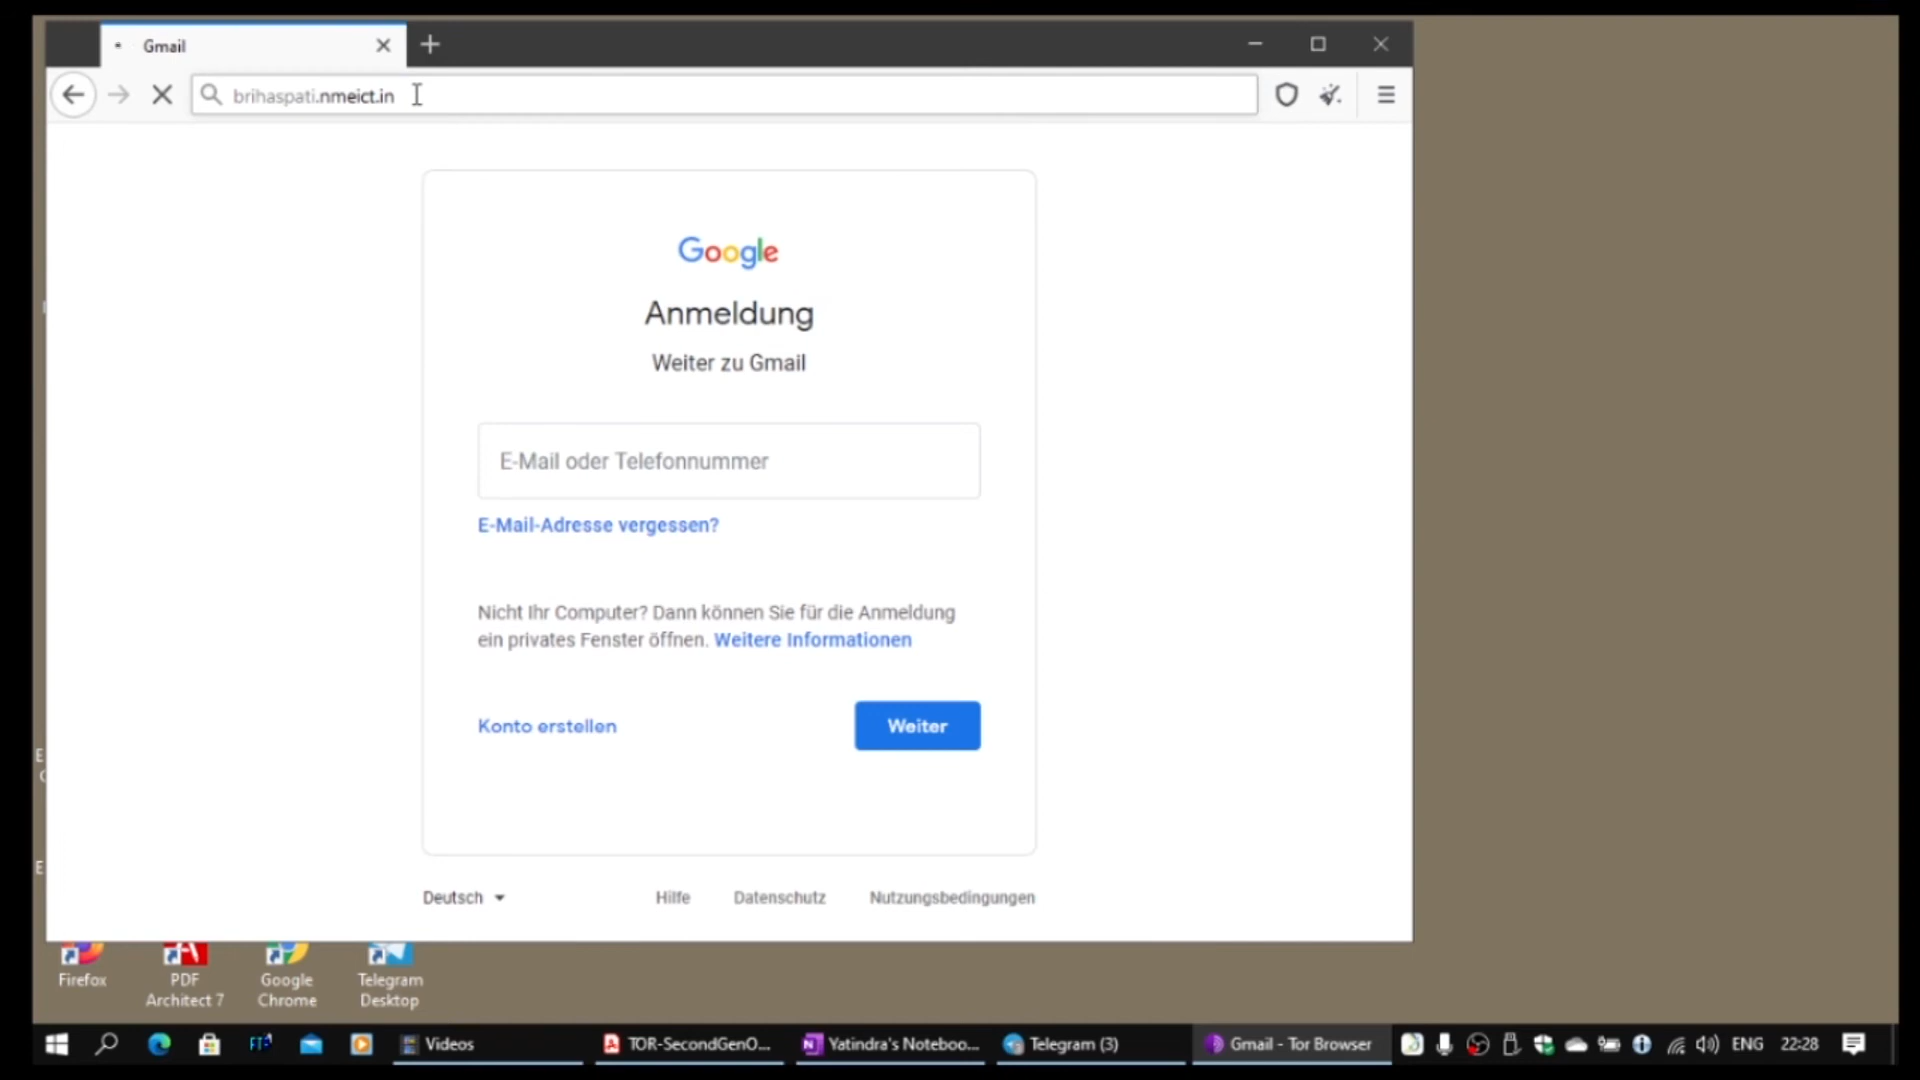 Gmail
brihaspati.nmeict.in
Google
Anmeldung
Weiter zu Gmail
E-Mail oder Telefonnummer
E-Mail-Adresse vergessen?
Nicht Ihr Computer? Dann können Sie für die Anmeldung
ein privates Fenster öffnen. Weitere Informationen
Konto erstellen
Weiter
Deutsch
Hilfe
Datenschutz
Nutzungsbedingungen
Firefox
PDF
Architect 7
Google
Chrome
Telegram
Desktop
Videos
TOR-SecondGenO...
Yatindra's Noteboo...
Telegram (3)
Gmail - Tor Browser
ENG
22:28